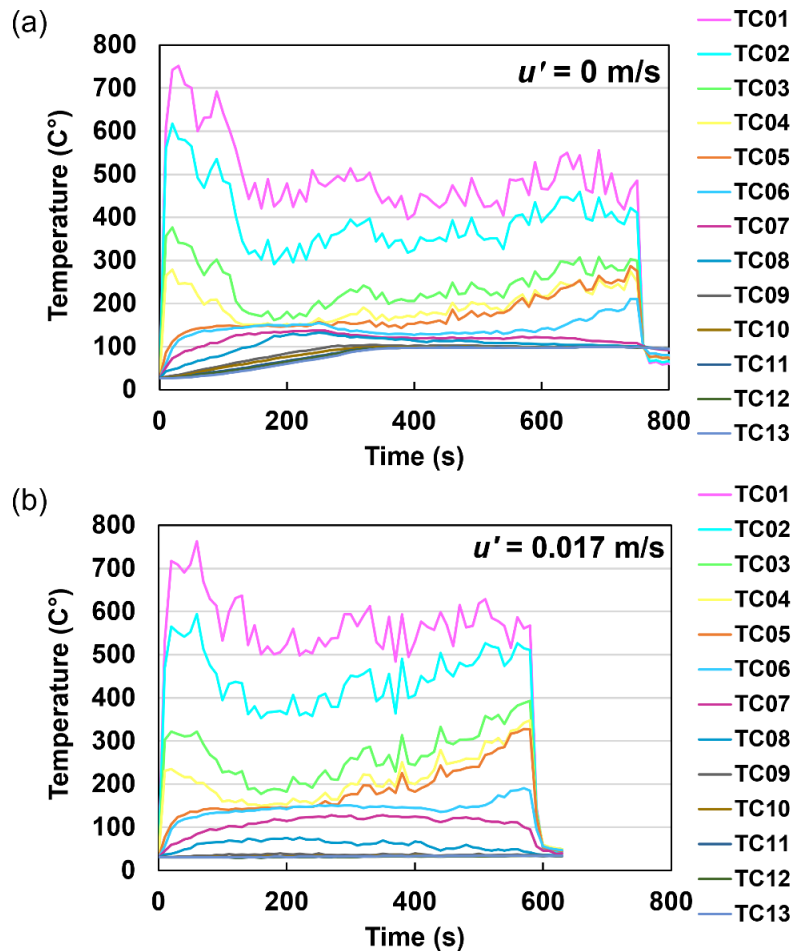 (a)
800
700
600
500
400
300
200
100
0
Temperature (C°)
u' = 0 m/s
0
200
400
600
800
Time (s)
TC01
TC02
TC03
TC04
TC05
TC06
TC07
TC08
TC09
TC10
TC11
TC12
TC13
(b)
800
700
600
500
400
300
200
100
0
Temperature (C°)
u' = 0.017 m/s
0
200
400
600
800
Time (s)
TC01
TC02
TC03
TC04
TC05
TC06
TC07
TC08
TC09
TC10
TC11
TC12
TC13